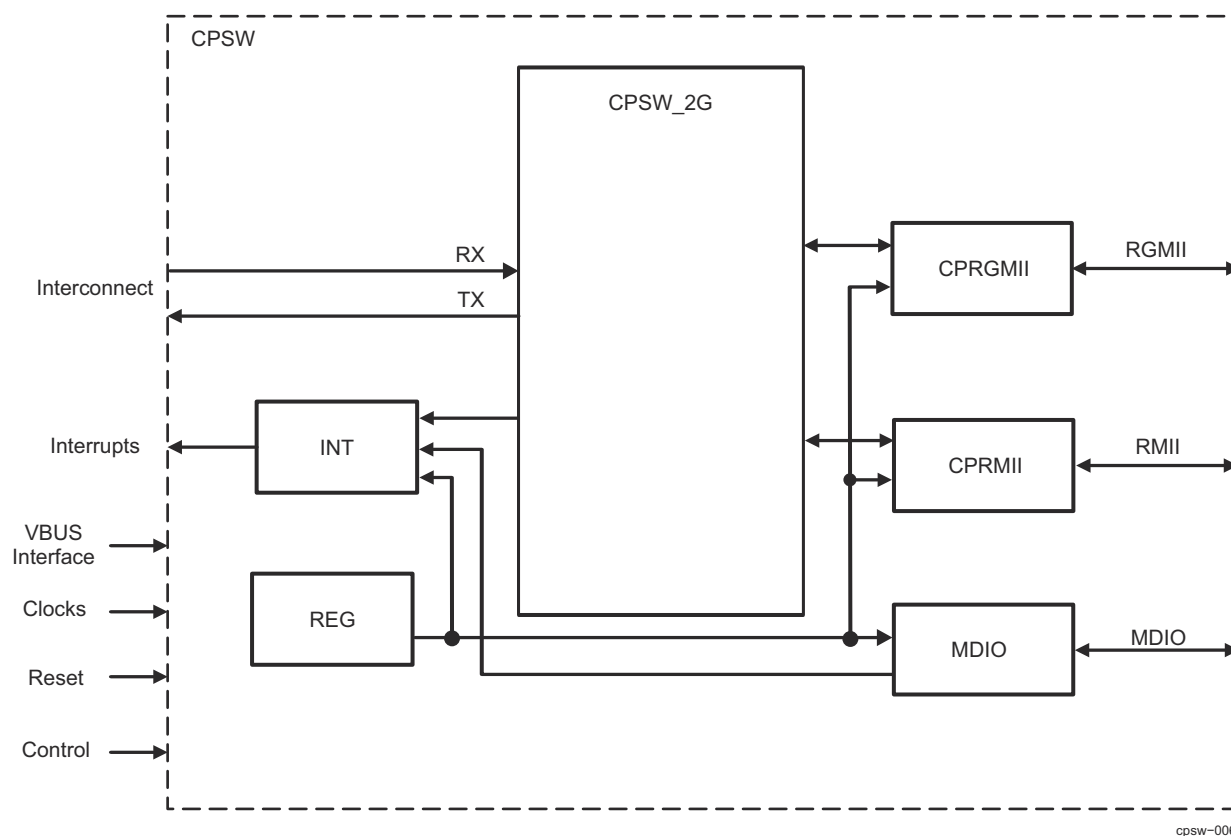 CPSW
CPSW_2G
RX
Interconnect
TX
CPRGMII
RGMII
Interrupts
INT
CPRMII
RMII
VBUS
Interface
Clocks
REG
MDIO
MDIO
Reset
Control